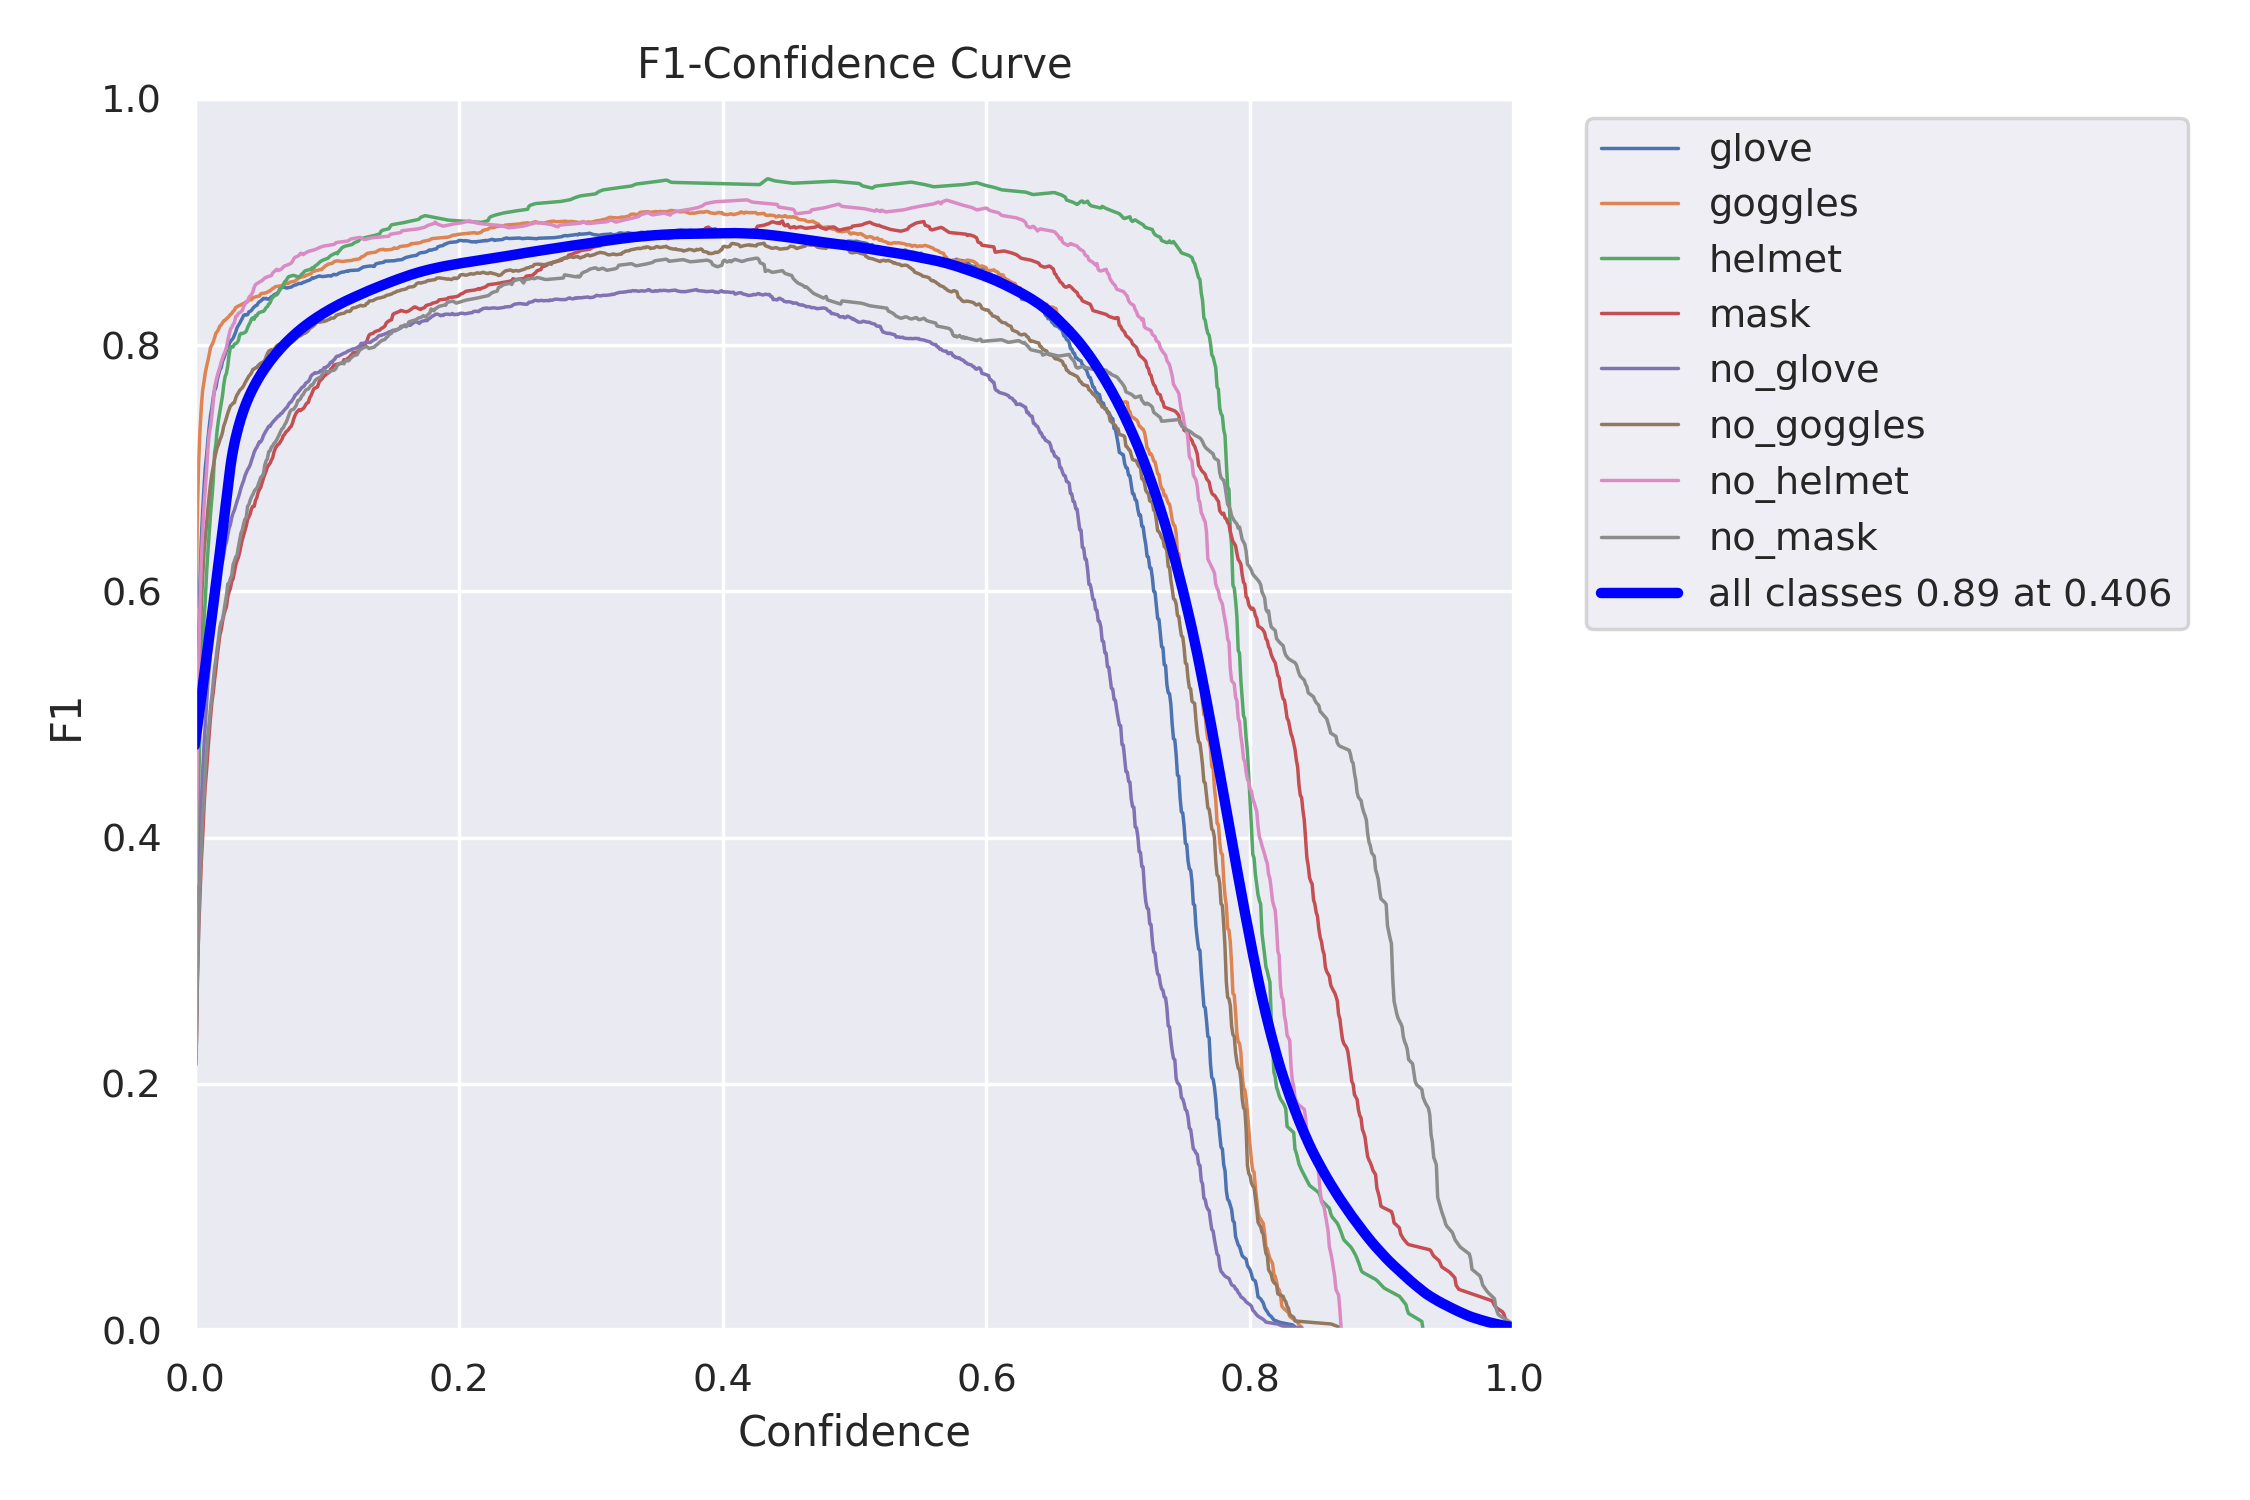 F1-Confidence Curve
1.0
0.8
0.6
0.4
0.2
0.0
F1
0.0 0.2 0.4 0.6 0.8 1.0
Confidence
glove
goggles
helmet
mask
no_glove
no_goggles
no_helmet
no_mask
all classes 0.89 at 0.406